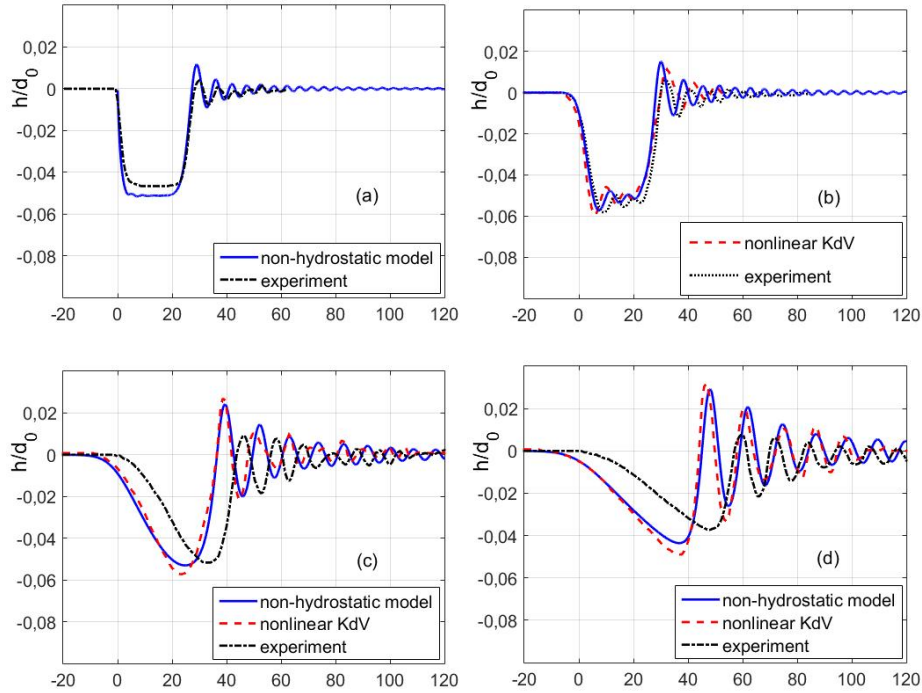 0,02
0
-0,02
-0,04
-0,06
-0,08
h/d0
(a)
non-hydrostatic model
experiment
-20 0 20 40 60 80 100 120
0,02
0
-0,02
-0,04
-0,06
-0,08
h/d0
(b)
nonlinear KdV
experiment
-20 0 20 40 60 80 100 120
0,02
0
-0,02
-0,04
-0,06
-0,08
h/d0
(c)
non-hydrostatic model
nonlinear KdV
experiment
-20 0 20 40 60 80 100 120
0,02
0
-0,02
-0,04
-0,06
-0,08
h/d0
(d)
non-hydrostatic model
nonlinear KdV
experiment
-20 0 20 40 60 80 100 120